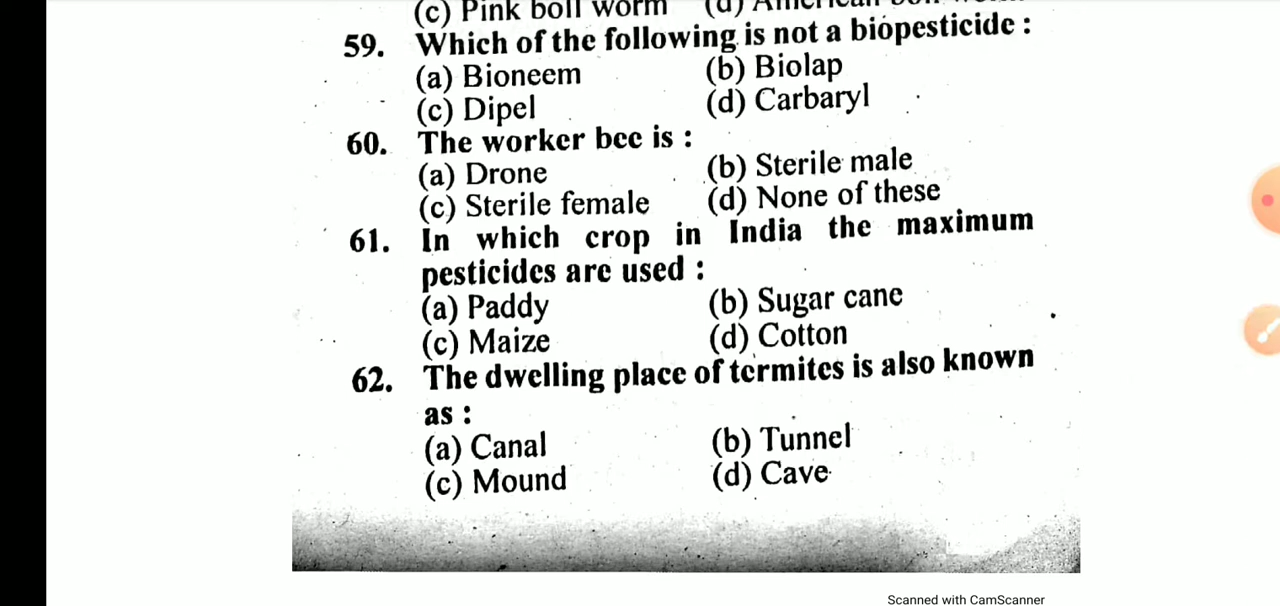 (c) Pink boll worm (d) American
59. Which of the following is not a biopesticide :
(a) Bioneem (b) Biolap
(c) Dipel (d) Carbaryl
60. The worker bee is :
(a) Drone (b) Sterile male
(c) Sterile female (d) None of these
61. In which crop in India the maximum
pesticides are used :
(a) Paddy (b) Sugar cane
(c) Maize (d) Cotton
62. The dwelling place of termites is also known
as :
(a) Canal (b) Tunnel
(c) Mound (d) Cave
Scanned with CamScanner